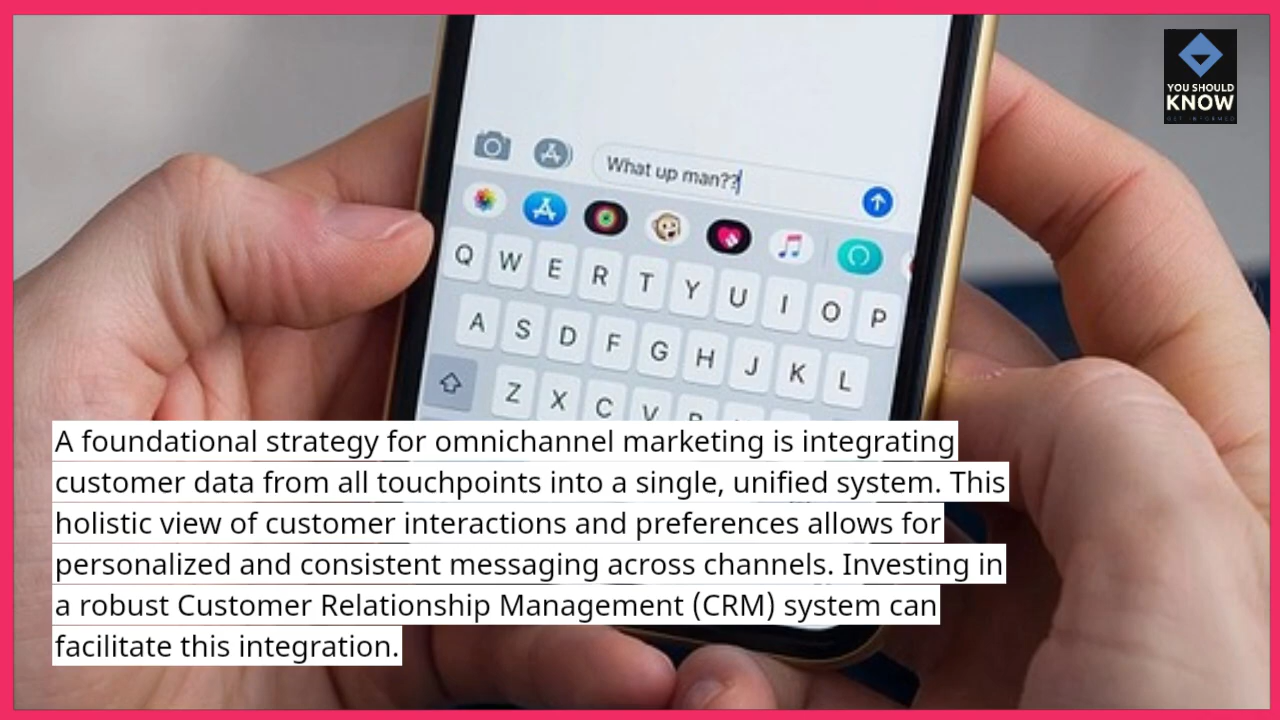 YOU SHOULD
KNOW
GET INFORMED
What up man??
Q W E R T Y U I O P
A S D F G H J K L
Z X C V B
A foundational strategy for omnichannel marketing is integrating
customer data from all touchpoints into a single, unified system. This
holistic view of customer interactions and preferences allows for
personalized and consistent messaging across channels. Investing in
a robust Customer Relationship Management (CRM) system can
facilitate this integration.